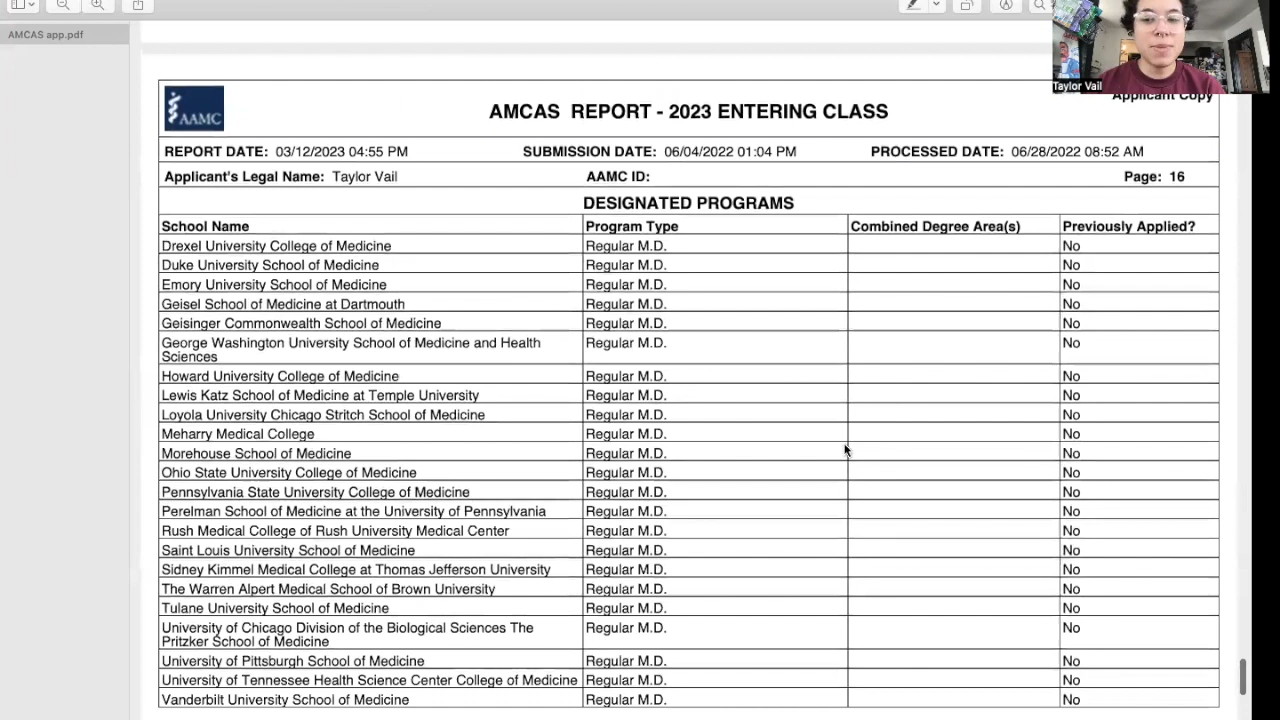 AMCAS app.pdf
Taylor Vail
Applicant Copy
AAMC
AMCAS REPORT - 2023 ENTERING CLASS
REPORT DATE: 03/12/2023 04:55 PM SUBMISSION DATE: 06/04/2022 01:04 PM PROCESSED DATE: 06/28/2022 08:52 AM
Applicant's Legal Name: Taylor Vail AAMC ID: Page: 16
DESIGNATED PROGRAMS
School Name Program Type Combined Degree Area(s) Previously Applied?
Drexel University College of Medicine Regular M.D. No
Duke University School of Medicine Regular M.D. No
Emory University School of Medicine Regular M.D. No
Geisel School of Medicine at Dartmouth Regular M.D. No
Geisinger Commonwealth School of Medicine Regular M.D. No
George Washington University School of Medicine and Health Regular M.D. No
Sciences
Howard University College of Medicine Regular M.D. No
Lewis Katz School of Medicine at Temple University Regular M.D. No
Loyola University Chicago Stritch School of Medicine Regular M.D. No
Meharry Medical College Regular M.D. No
Morehouse School of Medicine Regular M.D. No
Ohio State University College of Medicine Regular M.D. No
Pennsylvania State University College of Medicine Regular M.D. No
Perelman School of Medicine at the University of Pennsylvania Regular M.D. No
Rush Medical College of Rush University Medical Center Regular M.D. No
Saint Louis University School of Medicine Regular M.D. No
Sidney Kimmel Medical College at Thomas Jefferson University Regular M.D. No
The Warren Alpert Medical School of Brown University Regular M.D. No
Tulane University School of Medicine Regular M.D. No
University of Chicago Division of the Biological Sciences The Regular M.D. No
Pritzker School of Medicine
University of Pittsburgh School of Medicine Regular M.D. No
University of Tennessee Health Science Center College of Medicine Regular M.D. No
Vanderbilt University School of Medicine Regular M.D. No